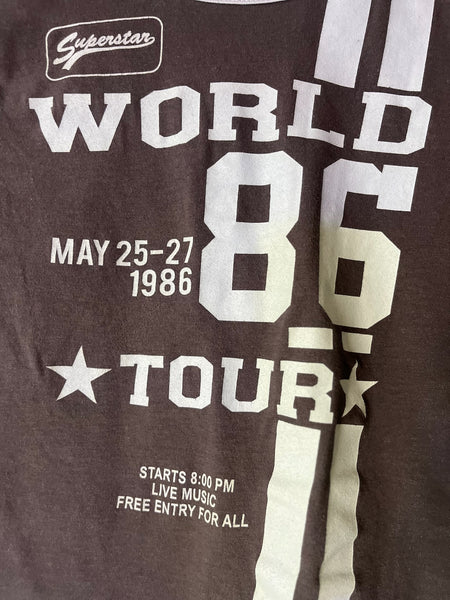 Superstar
WORLD
86
MAY 25-27
1986
TOUR
STARTS 8:00 PM
LIVE MUSIC
FREE ENTRY FOR ALL